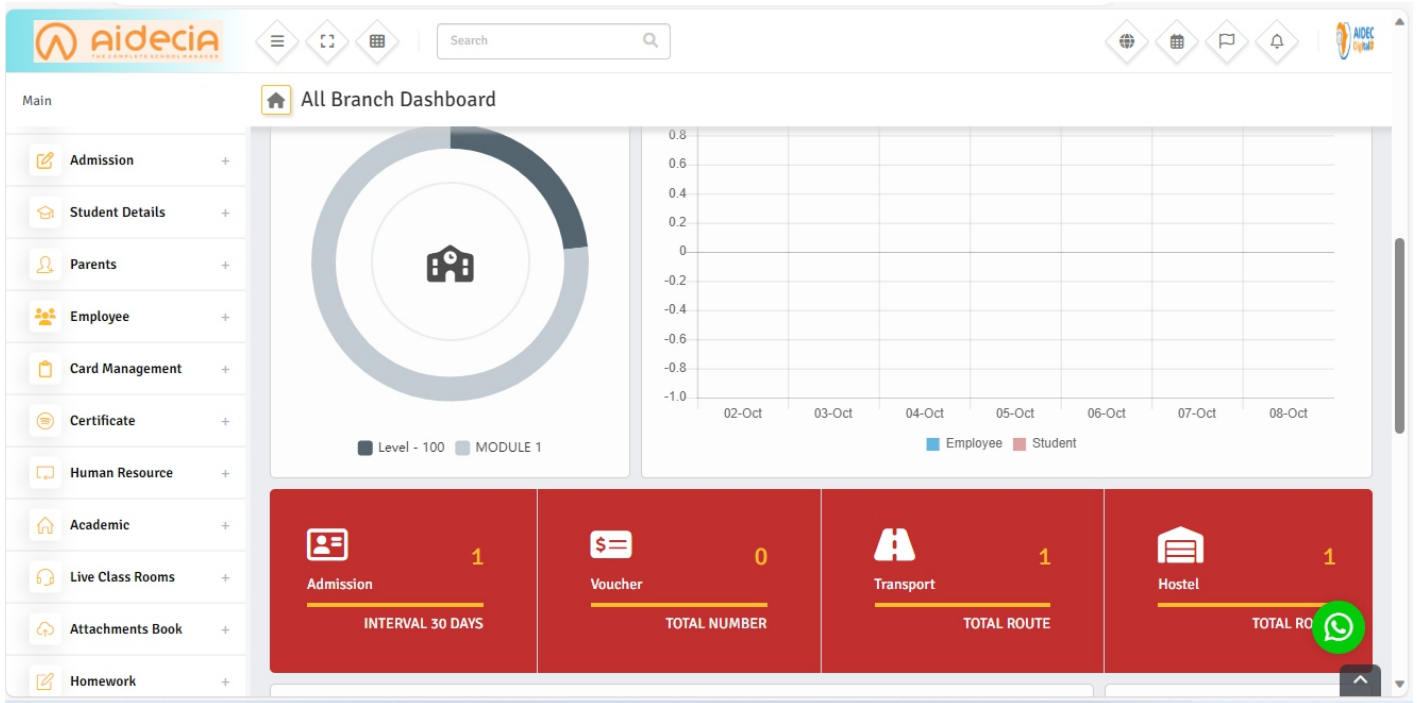 aidecia
THE COMPLETE SCHOOL MANAGER
Search
AIDEC
Digital
Main
All Branch Dashboard
Admission +
Student Details +
Parents +
Employee +
Card Management +
Certificate +
Human Resource +
Academic +
Live Class Rooms +
Attachments Book +
Homework +
Level - 100 MODULE 1
0.8
0.6
0.4
0.2
0
-0.2
-0.4
-0.6
-0.8
-1.0
02-Oct 03-Oct 04-Oct 05-Oct 06-Oct 07-Oct 08-Oct
Employee Student
1
Admission
INTERVAL 30 DAYS
$
0
Voucher
TOTAL NUMBER
1
Transport
TOTAL ROUTE
1
Hostel
TOTAL RO